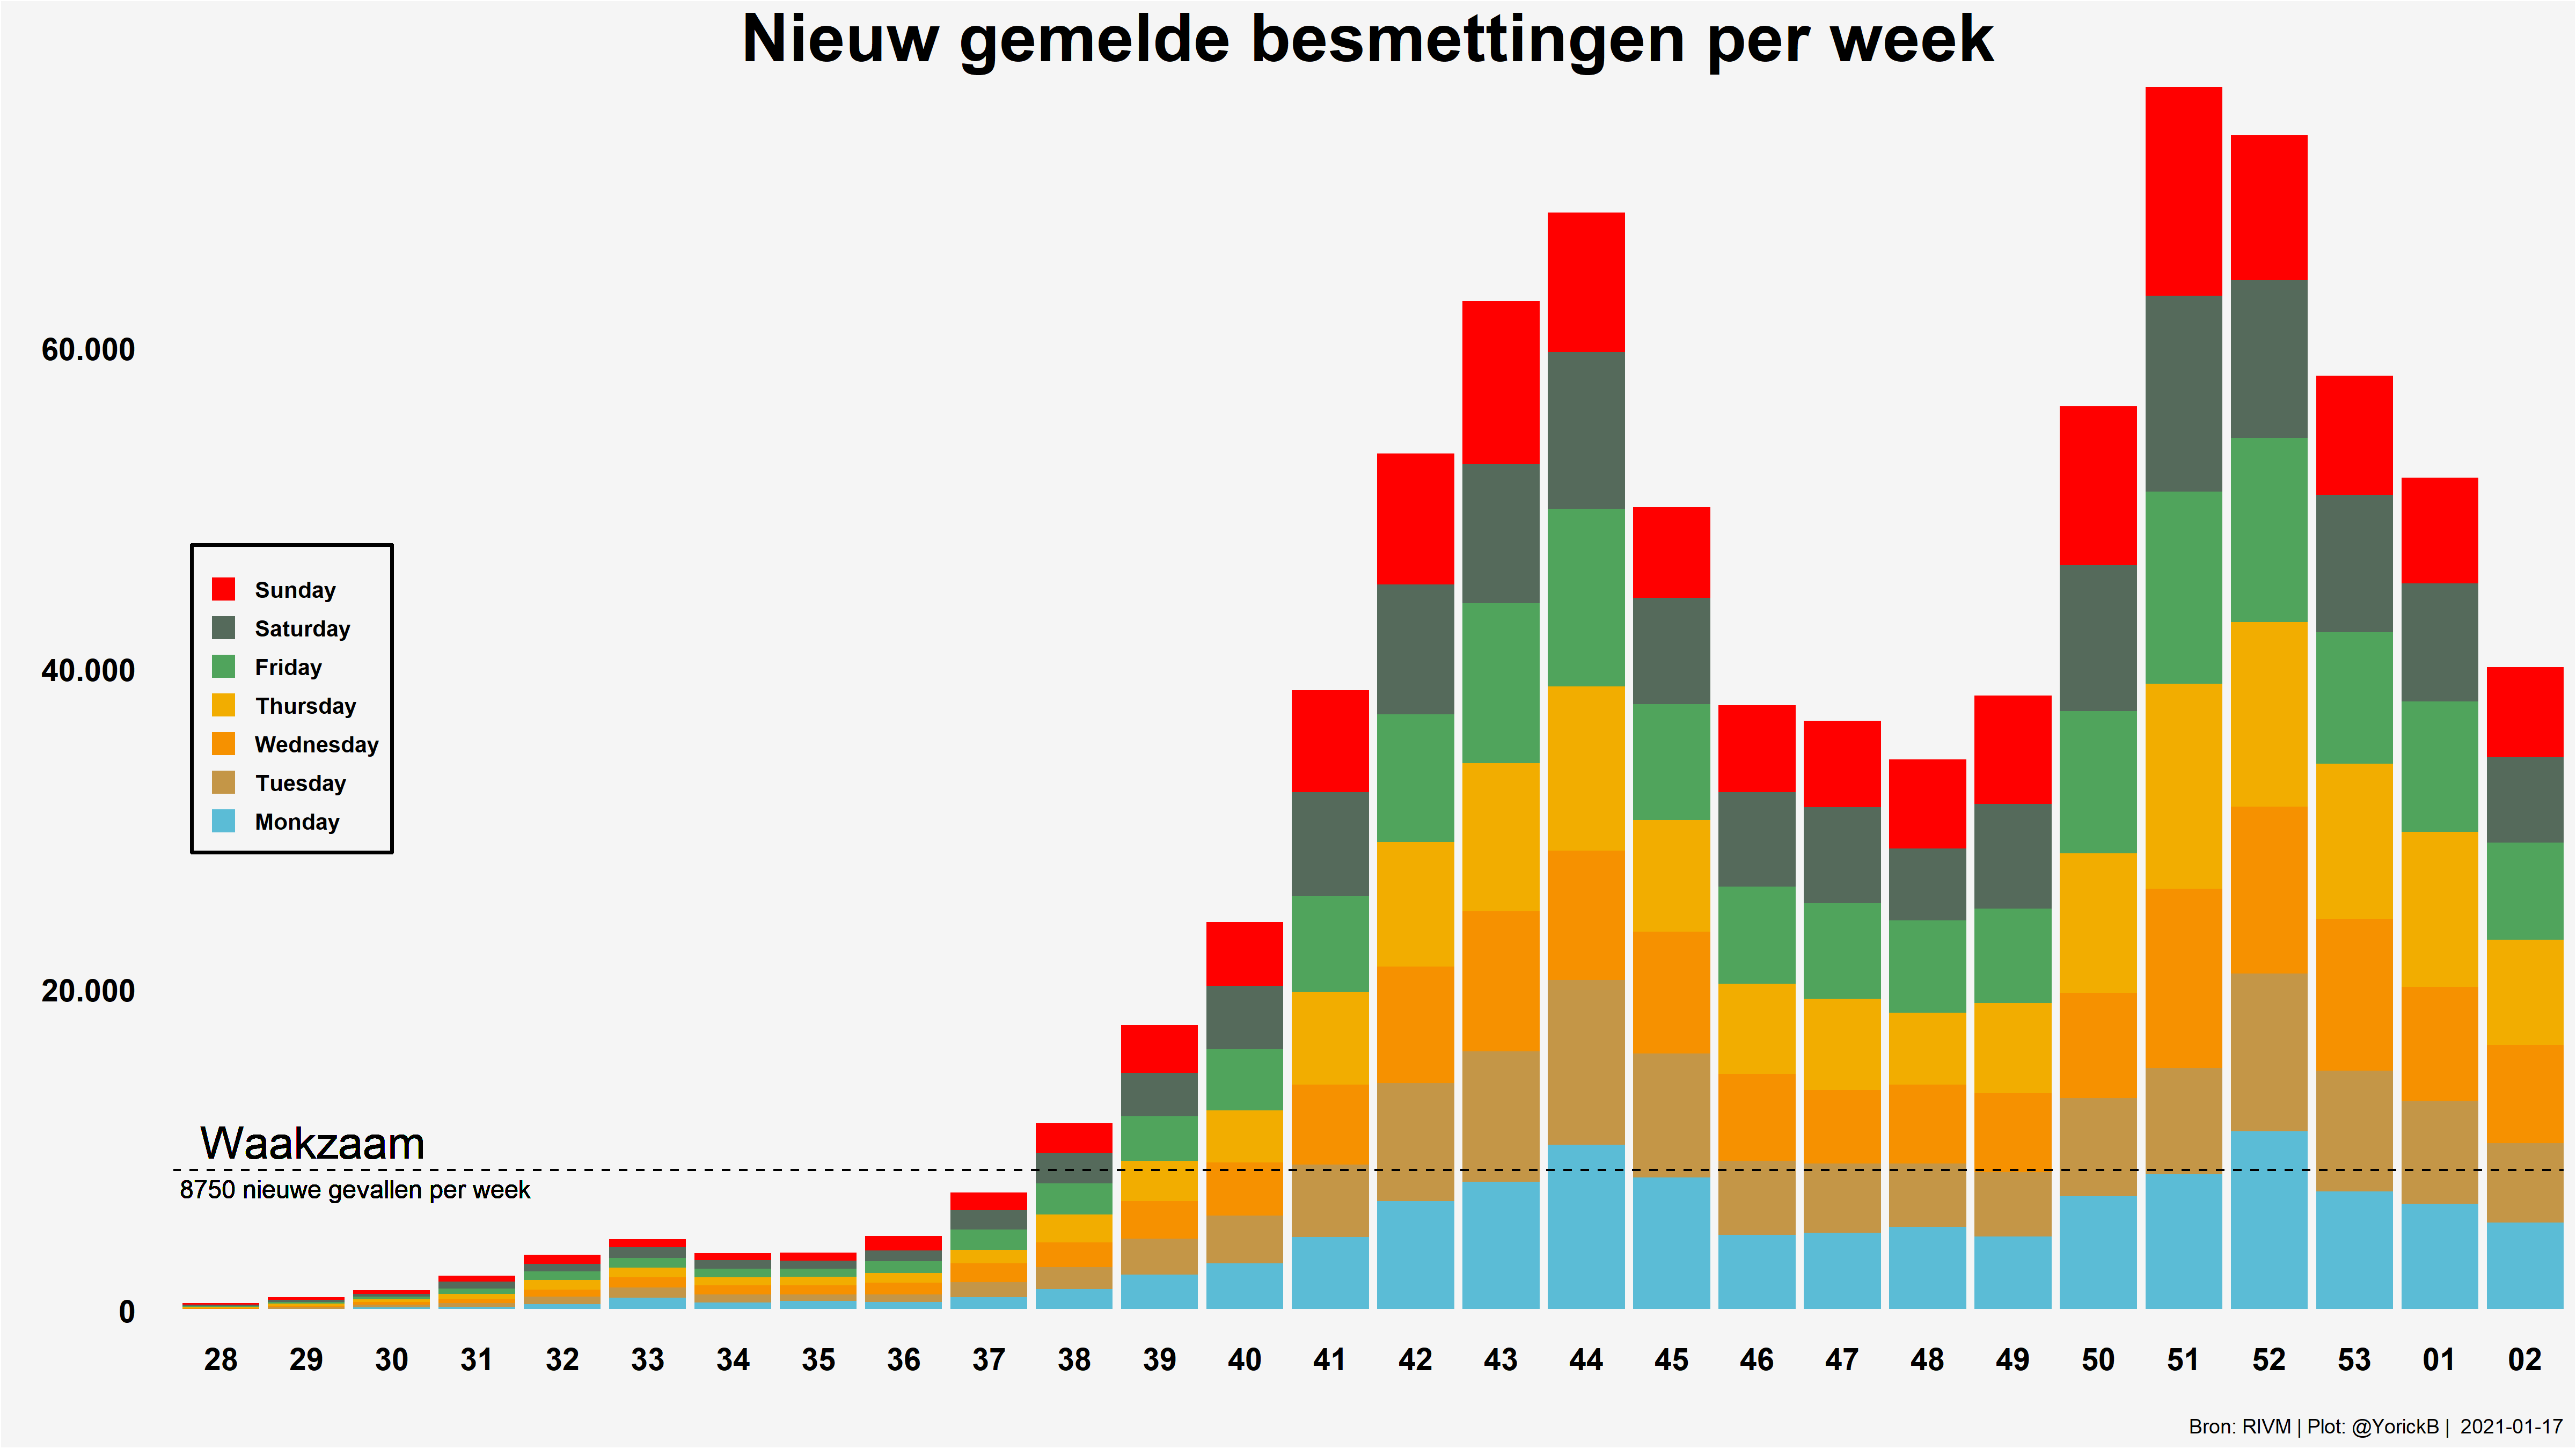 Nieuw gemelde besmettingen per week
60.000
40.000
20.000
0
Sunday
Saturday
Friday
Thursday
Wednesday
Tuesday
Monday
Waakzaam
8750 nieuwe gevallen per week
28 29 30 31 32 33 34 35 36 37 38 39 40 41 42 43 44 45 46 47 48 49 50 51 52 53 01 02
Bron: RIVM | Plot: @YorickB | 2021-01-17